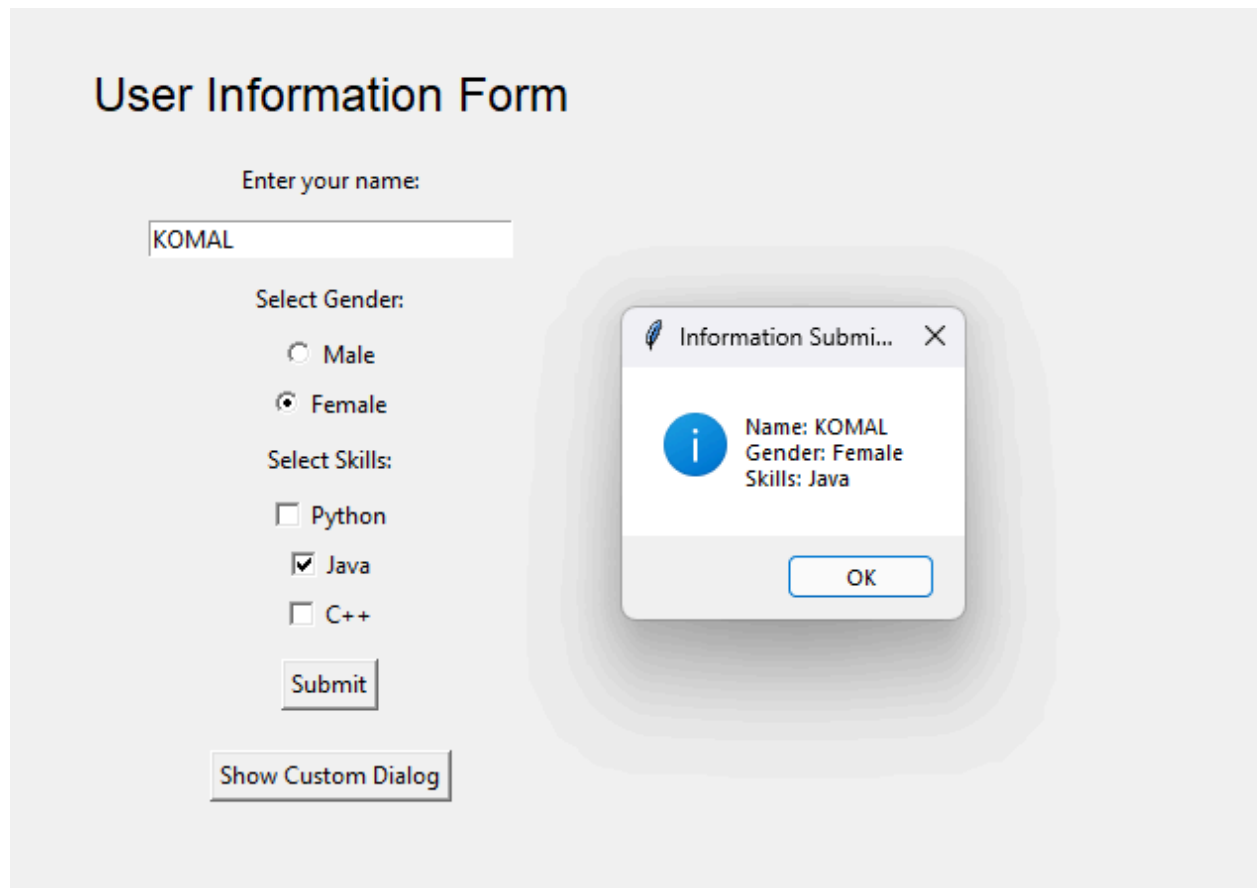 User Information Form
Enter your name:
KOMAL
Select Gender:
Male
Female
Select Skills:
Python
Java
C++
Submit
Show Custom Dialog
Information Submi...
Name: KOMAL
Gender: Female
Skills: Java
OK